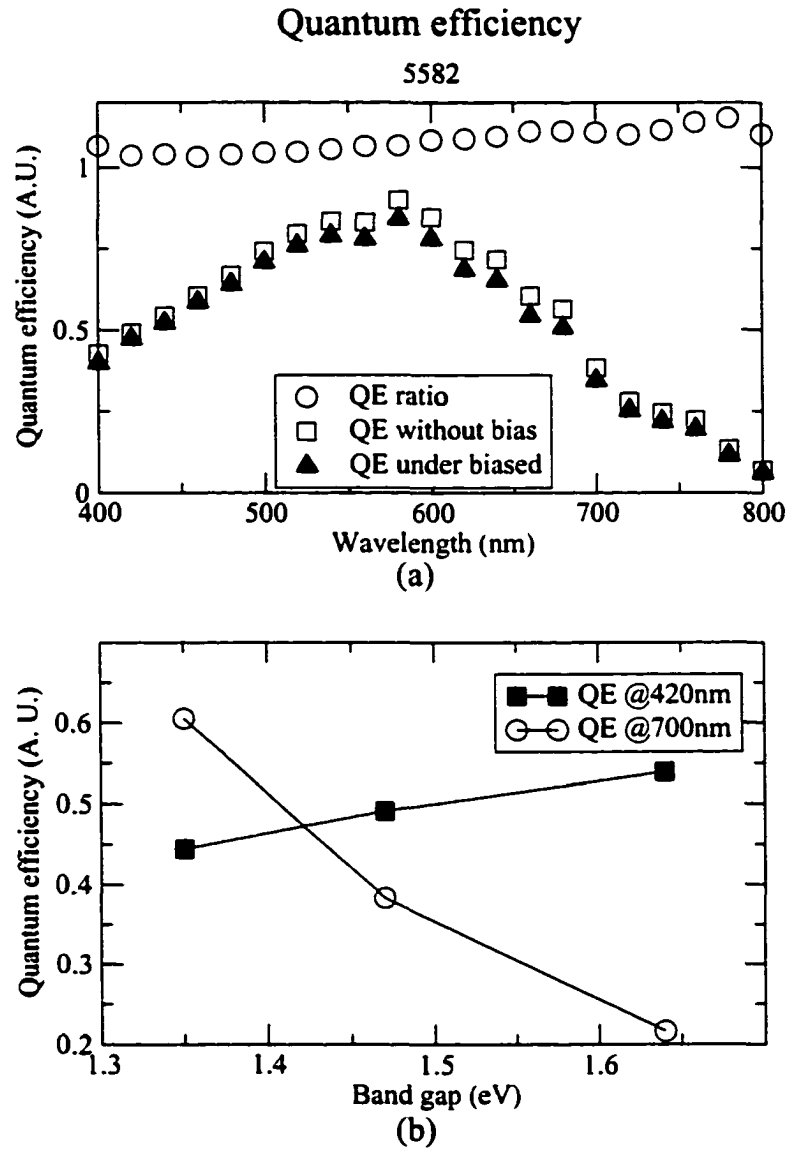 Quantum efficiency
5582
Quantum efficiency (A.U.)
1
0.5
0
QE ratio
QE without bias
QE under biased
400 500 600 700 800
Wavelength (nm)
(a)
Quantum efficiency (A. U.)
0.6
0.5
0.4
0.3
0.2
QE @420nm
QE @700nm
1.3 1.4 1.5 1.6
Band gap (eV)
(b)